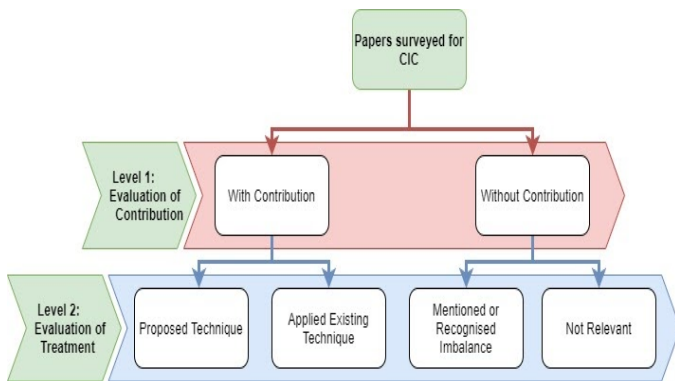 Papers surveyed for
CIC
Level 1:
Evaluation of
Contribution
With Contribution
Without Contribution
Level 2:
Evaluation of
Treatment
Proposed Technique
Applied Existing
Technique
Mentioned or
Recognised
Imbalance
Not Relevant